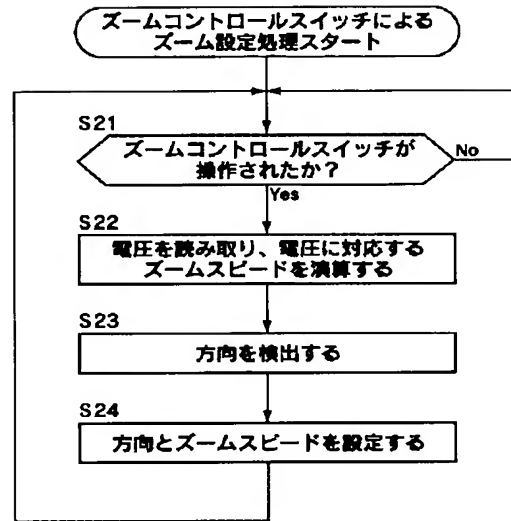 ズームコントロールスイッチによる
ズーム設定処理スタート
S21
ズームコントロールスイッチが
操作されたか？
No
Yes
S22
電圧を読み取り、電圧に対応する
ズームスピードを演算する
S23
方向を検出する
S24
方向とズームスピードを設定する